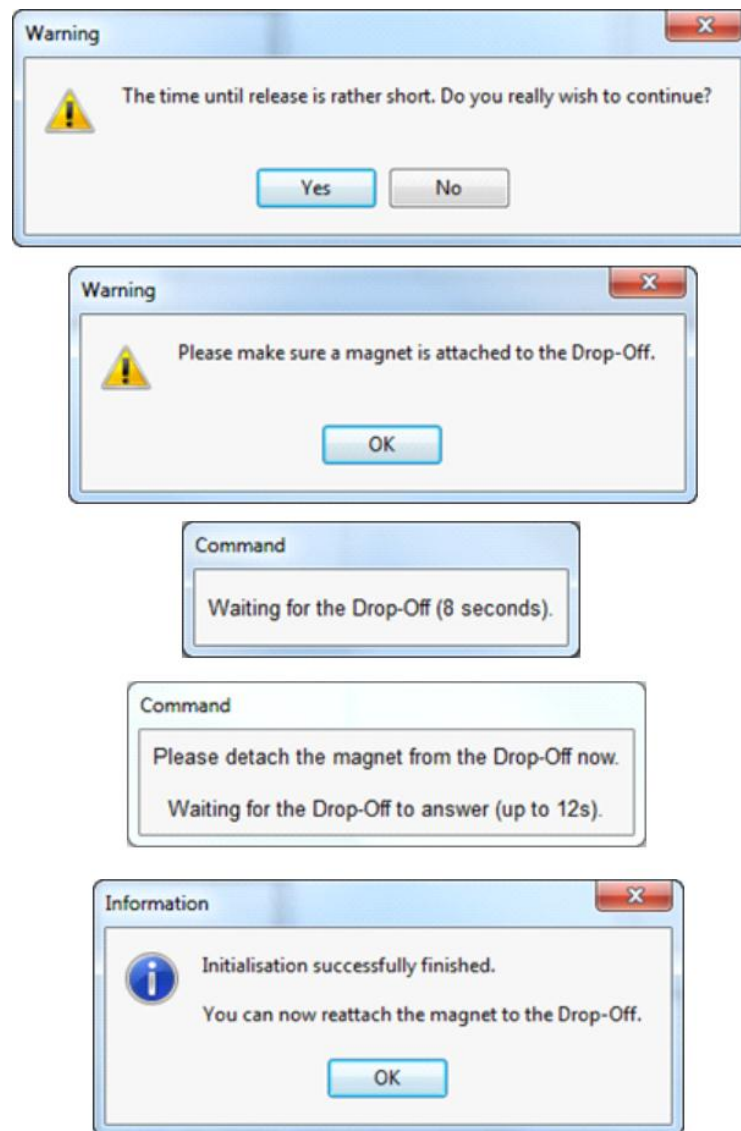 Warning
The time until release is rather short. Do you really wish to continue?
Yes No
Warning
Please make sure a magnet is attached to the Drop-Off.
OK
Command
Waiting for the Drop-Off (8 seconds).
Command
Please detach the magnet from the Drop-Off now.
Waiting for the Drop-Off to answer (up to 12s).
Information
Initialisation successfully finished.
You can now reattach the magnet to the Drop-Off.
OK